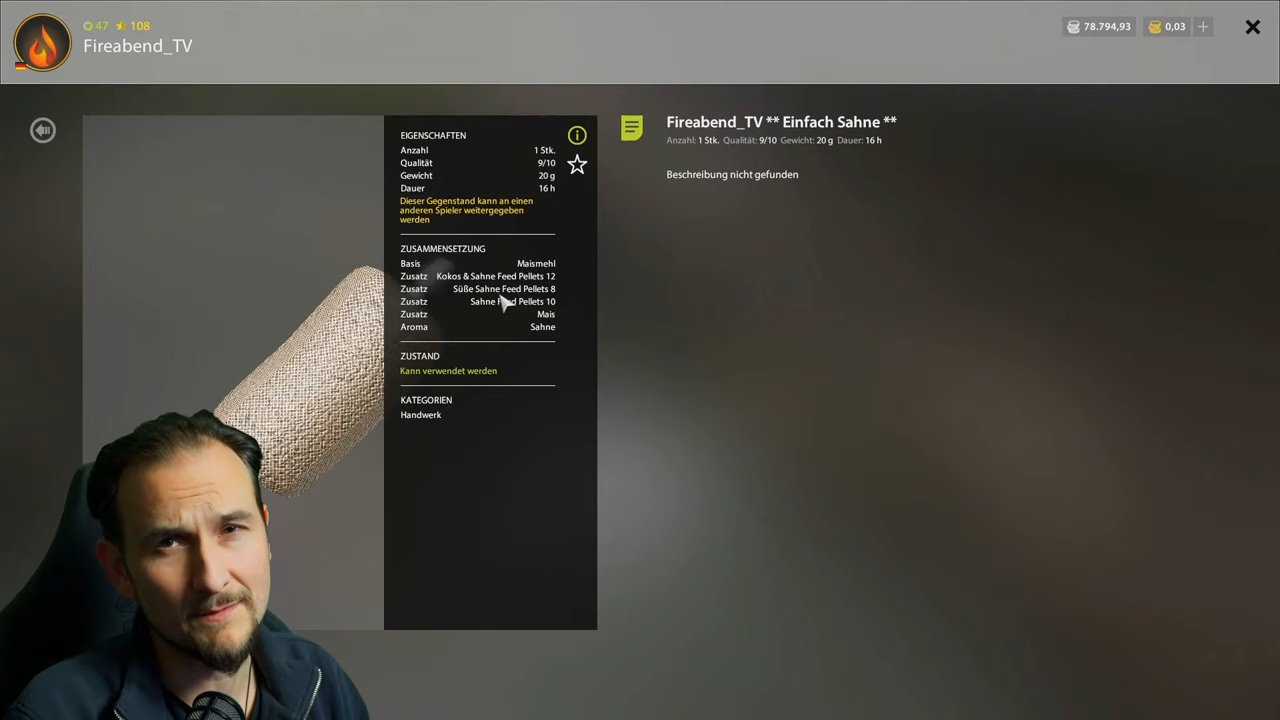 47 108
Fireabend_TV
78.794,93
0,03
EIGENSCHAFTEN
Anzahl 1 Stk.
Qualität 9/10
Gewicht 20 g
Dauer 16 h
Dieser Gegenstand kann an einen
anderen Spieler weitergegeben
werden
ZUSAMMENSETZUNG
Basis Maismehl
Zusatz Kokos & Sahne Feed Pellets 12
Zusatz Süße Sahne Feed Pellets 8
Zusatz Sahne Feed Pellets 10
Zusatz Mais
Aroma Sahne
ZUSTAND
Kann verwendet werden
KATEGORIEN
Handwerk
Fireabend_TV ** Einfach Sahne **
Anzahl: 1 Stk. Qualität: 9/10 Gewicht: 20 g Dauer: 16 h
Beschreibung nicht gefunden